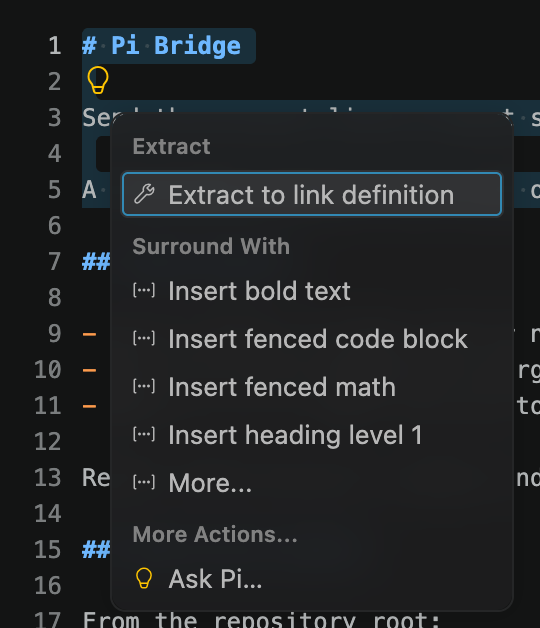 1 # Pi Bridge
2
3
4
5 A
6
7 ##
8
9 -
10 -
11 -
12
13 Re
14
15 ##
16
17 From the repository root:
Extract
Extract to link definition
Surround With
Insert bold text
Insert fenced code block
Insert fenced math
Insert heading level 1
More...
More Actions...
Ask Pi...